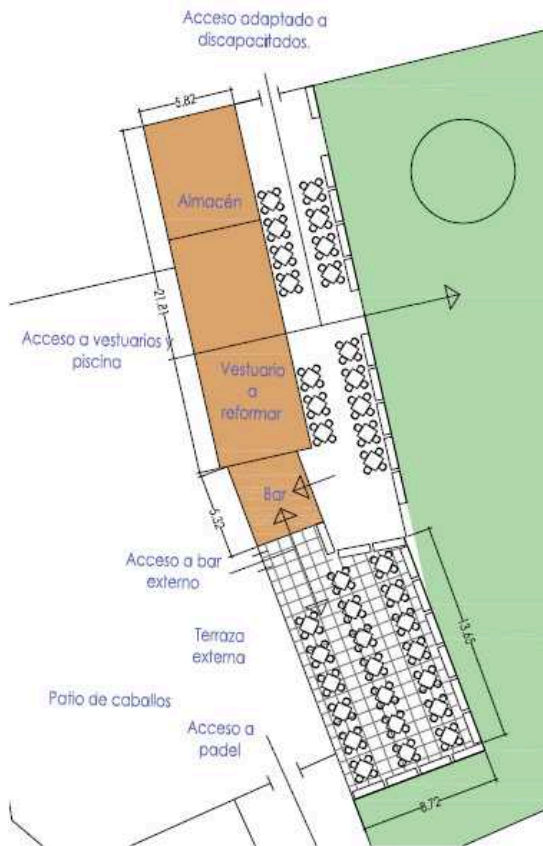 Acceso adaptado a
discapacitados.
5.82
Almacén
21.81
Acceso a vestuarios y
piscina
Vestuario
a
reformar
Bar
5.32
Acceso a bar
externo
13.65
Terraza
externa
Patio de caballos
Acceso a
padel
8.72